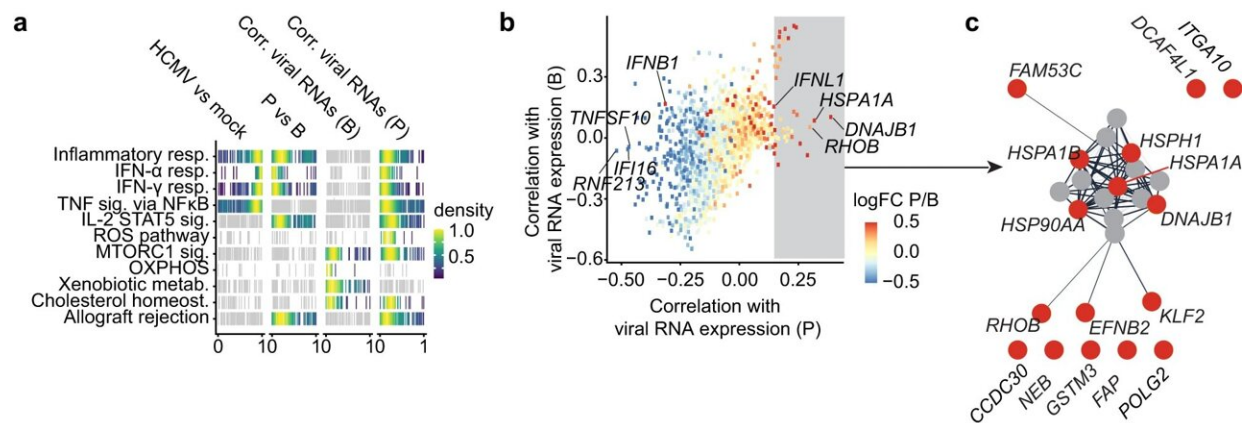 a
HCMV vs mock
P vs B
Corr. viral RNAs (B)
Corr. viral RNAs (P)
Inflammatory resp.
IFN-α resp.
IFN-γ resp.
TNF sig. via NFκB
IL-2 STAT5 sig.
ROS pathway
MTORC1 sig.
OXPHOS
Xenobiotic metab.
Cholesterol homeost.
Allograft rejection
0 10 10 10 1
density
1.0
0.5
0.0
b
Correlation with
viral RNA expression (B)
0.3
0.0
−0.3
−0.6
−0.50 −0.25 0.00 0.25
Correlation with
viral RNA expression (P)
IFNB1
TNFSF10
IFI16
RNF213
IFNL1
HSPA1A
DNAJB1
RHOB
logFC P/B
0.5
0.0
−0.5
c
FAM53C
DCAF4L1
ITGA10
HSPH1
HSPA1B
HSPA1A
HSP90AA
DNAJB1
RHOB
EFNB2
KLF2
CCDC30
NEB
GSTM3
FAP
POLG2